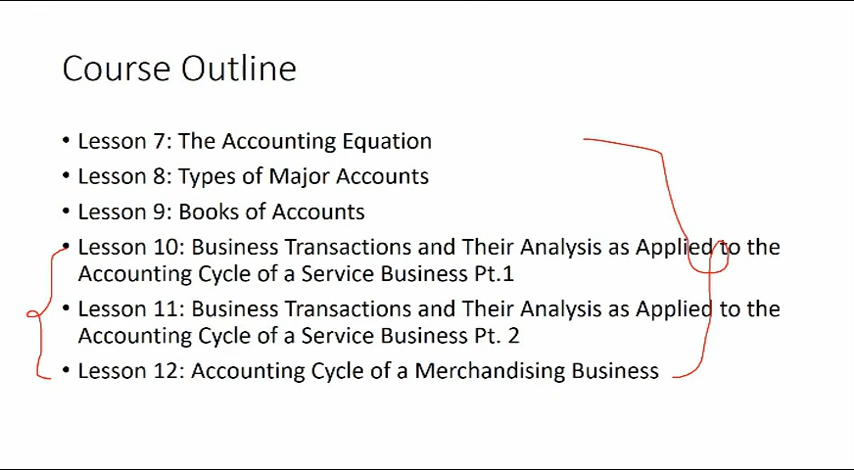 Course Outline
• Lesson 7: The Accounting Equation
• Lesson 8: Types of Major Accounts
• Lesson 9: Books of Accounts
• Lesson 10: Business Transactions and Their Analysis as Applied to the
Accounting Cycle of a Service Business Pt.1
• Lesson 11: Business Transactions and Their Analysis as Applied to the
Accounting Cycle of a Service Business Pt. 2
• Lesson 12: Accounting Cycle of a Merchandising Business